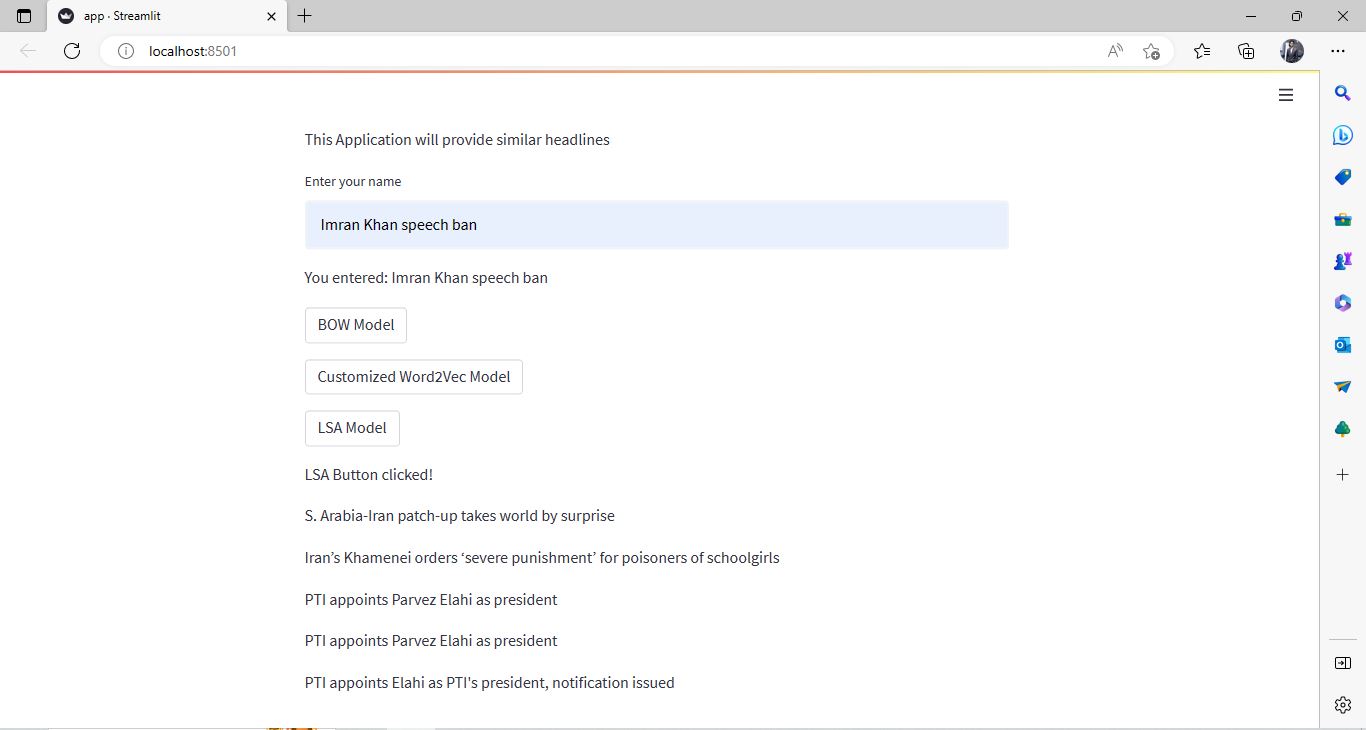 app · Streamlit
localhost:8501
This Application will provide similar headlines
Enter your name
Imran Khan speech ban
You entered: Imran Khan speech ban
BOW Model
Customized Word2Vec Model
LSA Model
LSA Button clicked!
S. Arabia-Iran patch-up takes world by surprise
Iran’s Khamenei orders ‘severe punishment’ for poisoners of schoolgirls
PTI appoints Parvez Elahi as president
PTI appoints Parvez Elahi as president
PTI appoints Elahi as PTI's president, notification issued